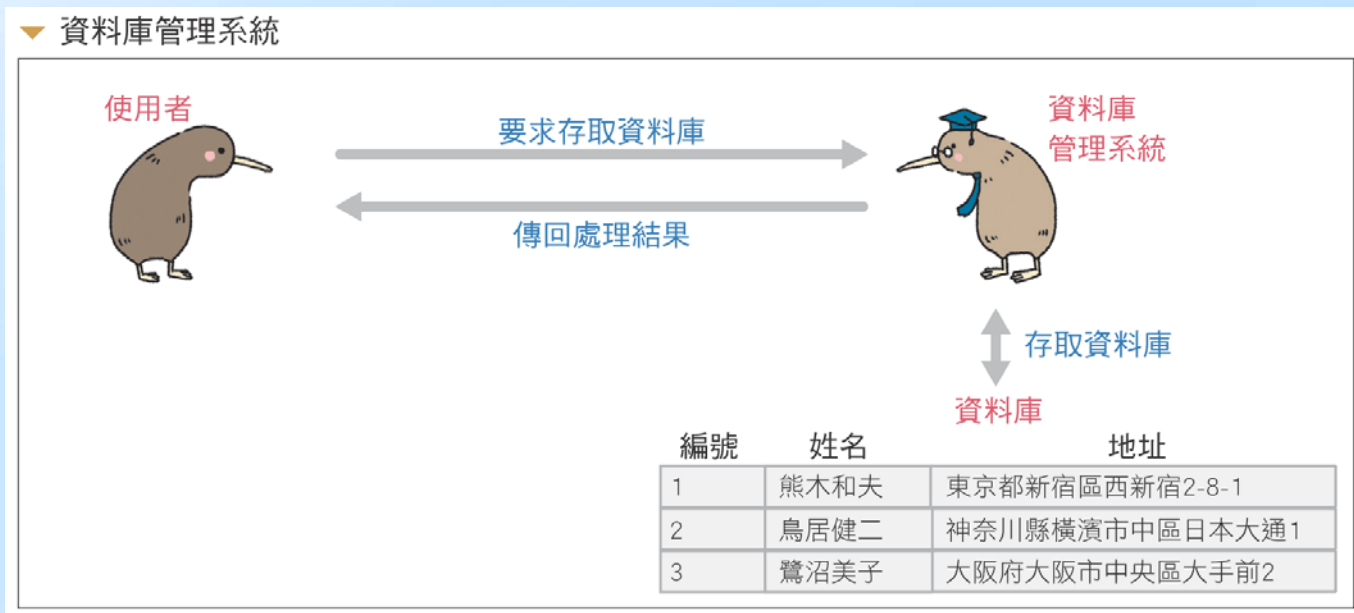 資料庫管理系統
使用者
要求存取資料庫
資料庫
管理系統
傳回處理結果
存取資料庫
資料庫
編號 姓名 地址
1 熊木和夫 東京都新宿區西新宿2-8-1
2 鳥居健二 神奈川縣橫濱市中區日本大通1
3 鷺沼美子 大阪府大阪市中央區大手前2